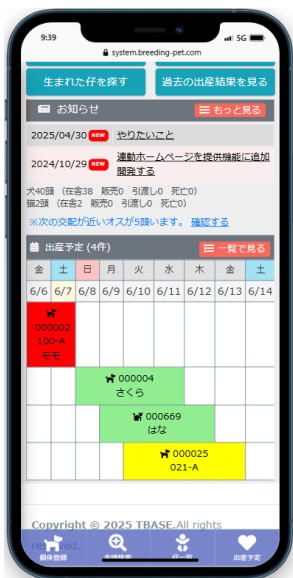 9:39
5G
system.breeding-pet.com
生まれた仔を探す
過去の出産結果を見る
お知らせ
もっと見る
2025/04/30 NEW やりたいこと
2024/10/29 NEW 連動ホームページを提供機能に追加
開発する
犬40頭 (在舎38 販売0 引渡し0 死亡0)
猫2頭 (在舎2 販売0 引渡し0 死亡0)
※次の交配が近いオスが5頭います。 確認する
出産予定 (4件)
一覧で見る
金 土 日 月 火 水 木 金 土
6/6 6/7 6/8 6/9 6/10 6/11 6/12 6/13 6/14
000002
100-A
モモ
000004
さくら
000669
はな
000025
021-A
Copyright © 2025 TBASE.All rights
個体登録
出産予定